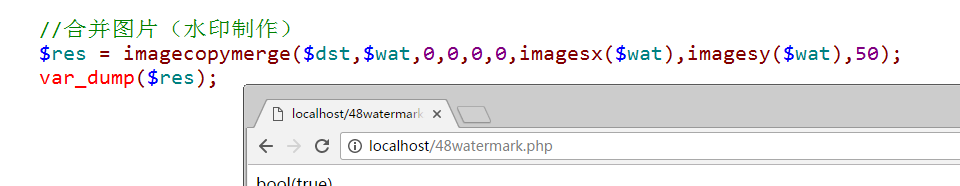 //合并图片（水印制作）
$res = imagecopymerge($dst,$wat,0,0,0,0,imagesx($wat),imagesy($wat),50);
var_dump($res);
localhost/48watermark
localhost/48watermark.php
bool(true)